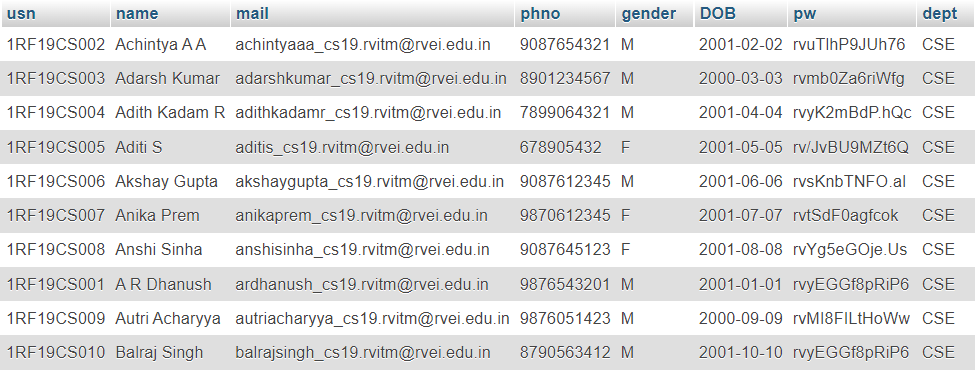 usn name mail phno gender DOB pw dept
1RF19CS002 Achintya A A achintyaaa_cs19.rvitm@rvei.edu.in 9087654321 M 2001-02-02 rvuTlhP9JUh76 CSE
1RF19CS003 Adarsh Kumar adarshkumar_cs19.rvitm@rvei.edu.in 8901234567 M 2000-03-03 rvmb0Za6riWfg CSE
1RF19CS004 Adith Kadam R adithkadamr_cs19.rvitm@rvei.edu.in 7899064321 M 2001-04-04 rvyK2mBdP.hQc CSE
1RF19CS005 Aditi S aditis_cs19.rvitm@rvei.edu.in 678905432 F 2001-05-05 rv/JvBU9MZt6Q CSE
1RF19CS006 Akshay Gupta akshaygupta_cs19.rvitm@rvei.edu.in 9087612345 M 2001-06-06 rvsKnbTNFO.aI CSE
1RF19CS007 Anika Prem anikaprem_cs19.rvitm@rvei.edu.in 9870612345 F 2001-07-07 rvtSdF0agfcok CSE
1RF19CS008 Anshi Sinha anshisinha_cs19.rvitm@rvei.edu.in 9087645123 F 2001-08-08 rvYg5eGOje.Us CSE
1RF19CS001 A R Dhanush ardhanush_cs19.rvitm@rvei.edu.in 9876543201 M 2001-01-01 rvyEGGf8pRiP6 CSE
1RF19CS009 Autri Acharyya autriacharyya_cs19.rvitm@rvei.edu.in 9876051423 M 2000-09-09 rvMI8FILtHoWw CSE
1RF19CS010 Balraj Singh balrajsingh_cs19.rvitm@rvei.edu.in 8790563412 M 2001-10-10 rvyEGGf8pRiP6 CSE